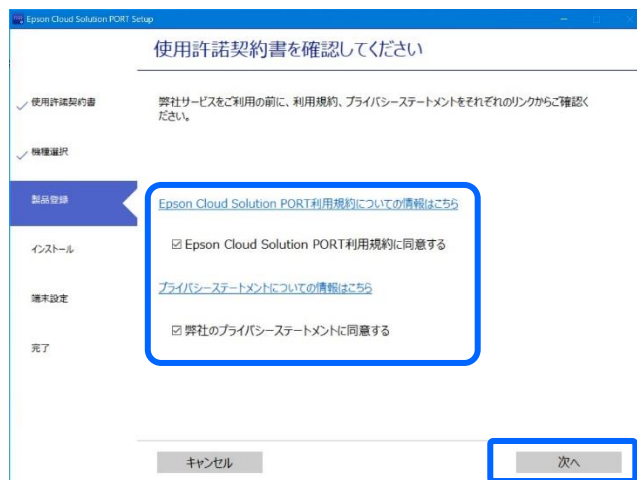 Epson Cloud Solution PORT Setup
使用許諾契約書を確認してください
使用許諾契約書
機種選択
製品登録
インストール
端末設定
完了
弊社サービスをご利用の前に、利用規約、プライバシーステートメントをそれぞれのリンクからご確認く
ださい。
Epson Cloud Solution PORT利用規約についての情報はこちら
Epson Cloud Solution PORT利用規約に同意する
プライバシーステートメントについての情報はこちら
弊社のプライバシーステートメントに同意する
キャンセル
次へ